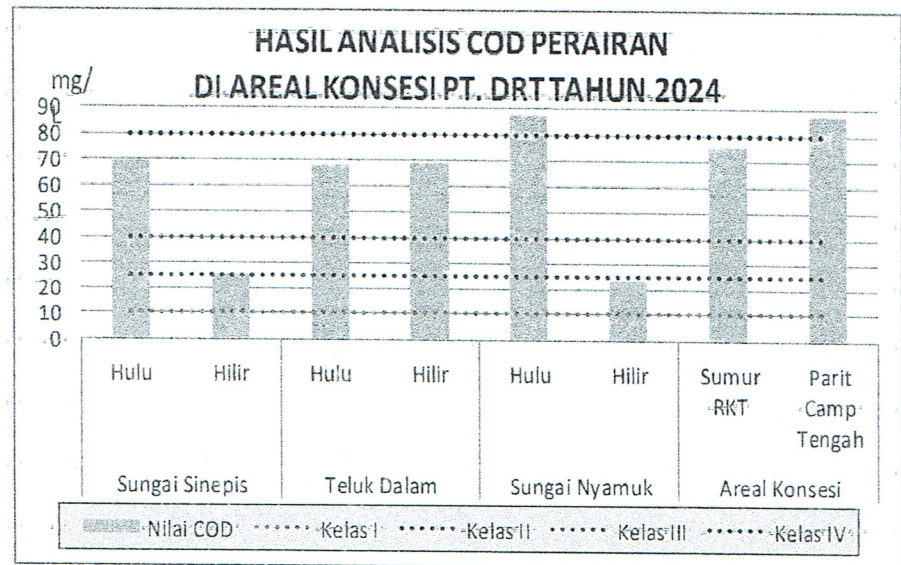 HASIL ANALISIS COD PERAIRAN
DI AREAL KONSESI PT. DRT TAHUN 2024
mg/
L
90
80
70
60
50
40
30
20
10
0
Hulu Hilir Hulu Hilir Hulu Hilir Sumur Parit
RKT Camp
Tengah
Sungai Sinepis Teluk Dalam Sungai Nyamuk Areal Konsesi
Nilai COD Kelas I Kelas II Kelas III Kelas IV